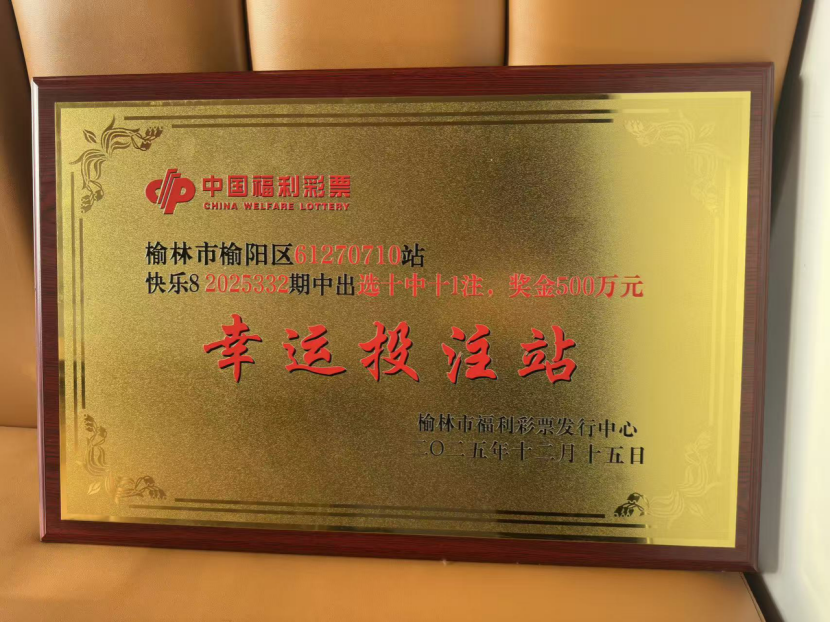 中国福利彩票
CHINA WELFARE LOTTERY
榆林市榆阳区61270710站
快乐8 2025332期中出选十中十1注，奖金500万元
幸运投注站
榆林市福利彩票发行中心
二〇二五年十二月十五日